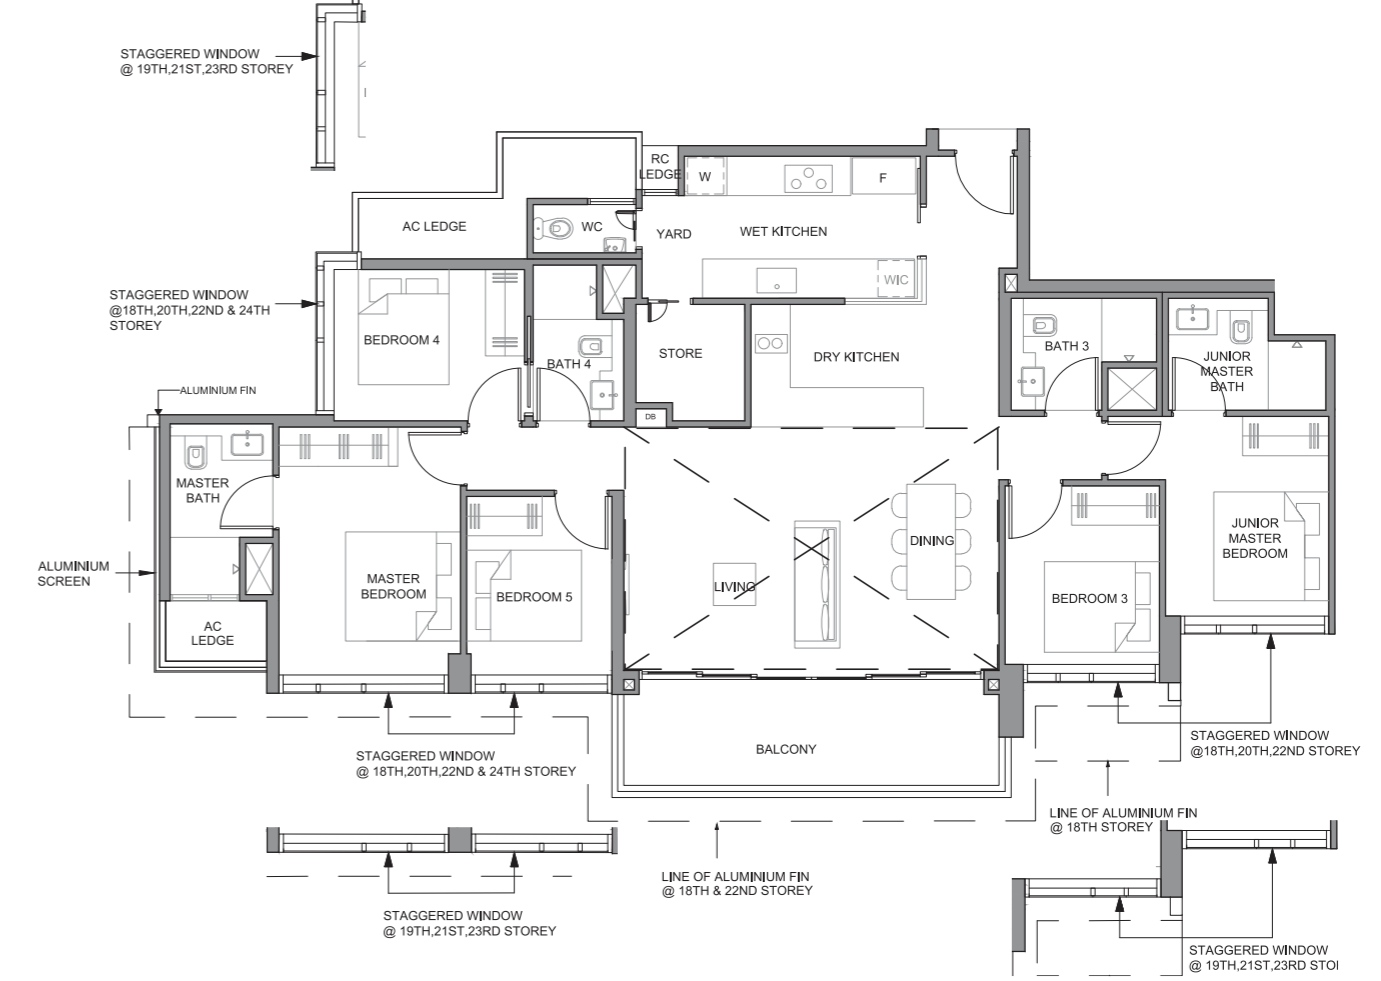 STAGGERED WINDOW
@ 19TH,21ST,23RD STOREY
RC
LEDGE
W
F
AC LEDGE
WC
YARD
WET KITCHEN
WIC
STAGGERED WINDOW
@18TH,20TH,22ND & 24TH
STOREY
BEDROOM 4
BATH 4
STORE
DRY KITCHEN
BATH 3
JUNIOR
MASTER
BATH
ALUMINIUM FIN
DB
MASTER
BATH
ALUMINIUM
SCREEN
MASTER
BEDROOM
BEDROOM 5
LIVING
DINING
BEDROOM 3
JUNIOR
MASTER
BEDROOM
AC
LEDGE
BALCONY
STAGGERED WINDOW
@ 18TH,20TH,22ND & 24TH STOREY
STAGGERED WINDOW
@18TH,20TH,22ND STOREY
LINE OF ALUMINIUM FIN
@ 18TH STOREY
LINE OF ALUMINIUM FIN
@ 18TH & 22ND STOREY
STAGGERED WINDOW
@ 19TH,21ST,23RD STOREY
STAGGERED WINDOW
@ 19TH,21ST,23RD STO